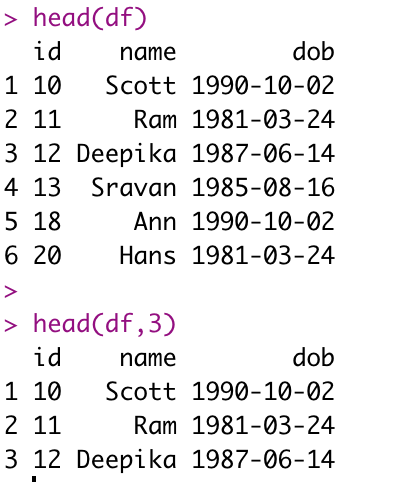 > head(df)
  id    name        dob
1 10   Scott 1990-10-02
2 11     Ram 1981-03-24
3 12 Deepika 1987-06-14
4 13  Sravan 1985-08-16
5 18     Ann 1990-10-02
6 20    Hans 1981-03-24
>
> head(df,3)
  id    name        dob
1 10   Scott 1990-10-02
2 11     Ram 1981-03-24
3 12 Deepika 1987-06-14